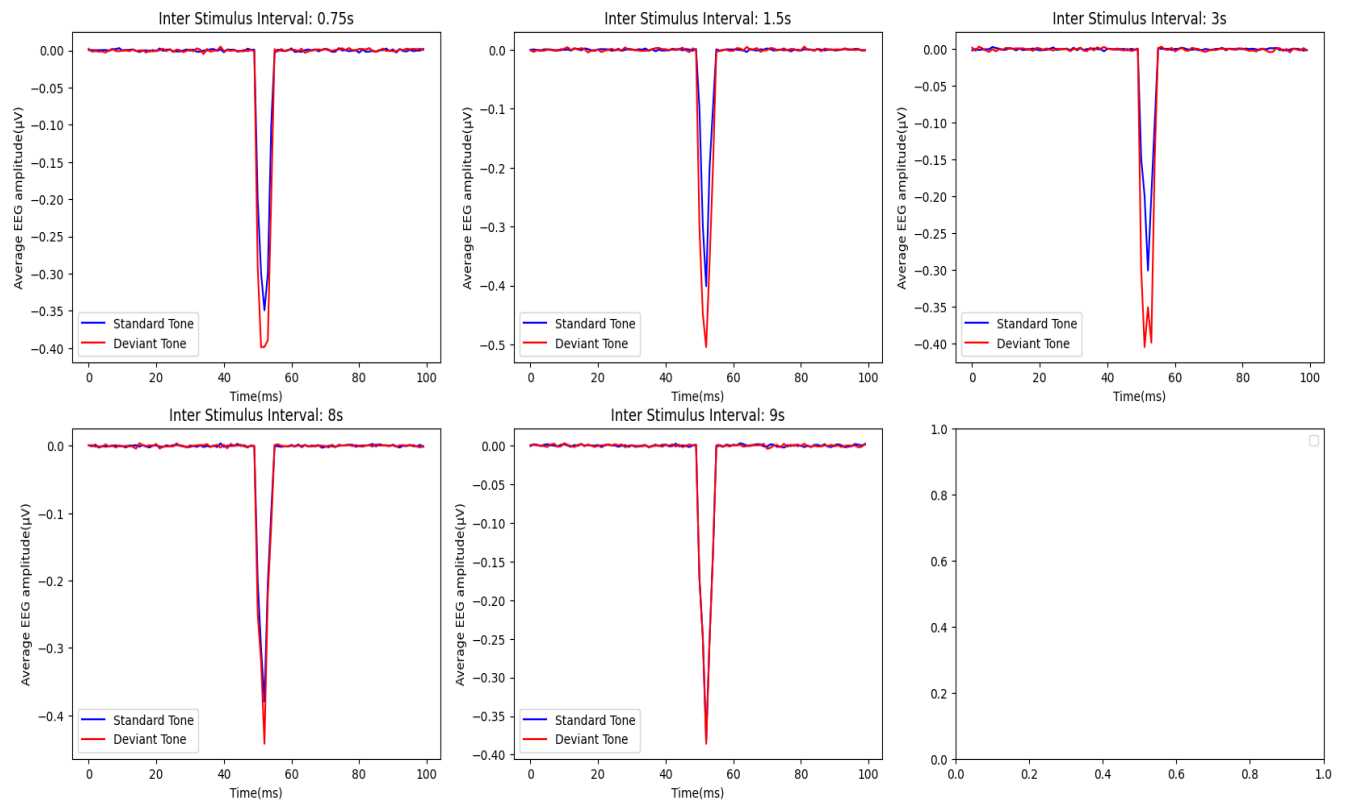 Inter Stimulus Interval: 0.75s
Average EEG amplitude(µV)
0.00
−0.05
−0.10
−0.15
−0.20
−0.25
−0.30
−0.35
−0.40
Standard Tone
Deviant Tone
0 20 40 60 80 100
Time(ms)
Inter Stimulus Interval: 1.5s
Average EEG amplitude(µV)
0.0
−0.1
−0.2
−0.3
−0.4
−0.5
Standard Tone
Deviant Tone
0 20 40 60 80 100
Time(ms)
Inter Stimulus Interval: 3s
Average EEG amplitude(µV)
0.00
−0.05
−0.10
−0.15
−0.20
−0.25
−0.30
−0.35
−0.40
Standard Tone
Deviant Tone
0 20 40 60 80 100
Time(ms)
Inter Stimulus Interval: 8s
Average EEG amplitude(µV)
0.0
−0.1
−0.2
−0.3
−0.4
Standard Tone
Deviant Tone
0 20 40 60 80 100
Time(ms)
Inter Stimulus Interval: 9s
Average EEG amplitude(µV)
0.00
−0.05
−0.10
−0.15
−0.20
−0.25
−0.30
−0.35
−0.40
Standard Tone
Deviant Tone
0 20 40 60 80 100
Time(ms)
1.0
0.8
0.6
0.4
0.2
0.0
0.0 0.2 0.4 0.6 0.8 1.0